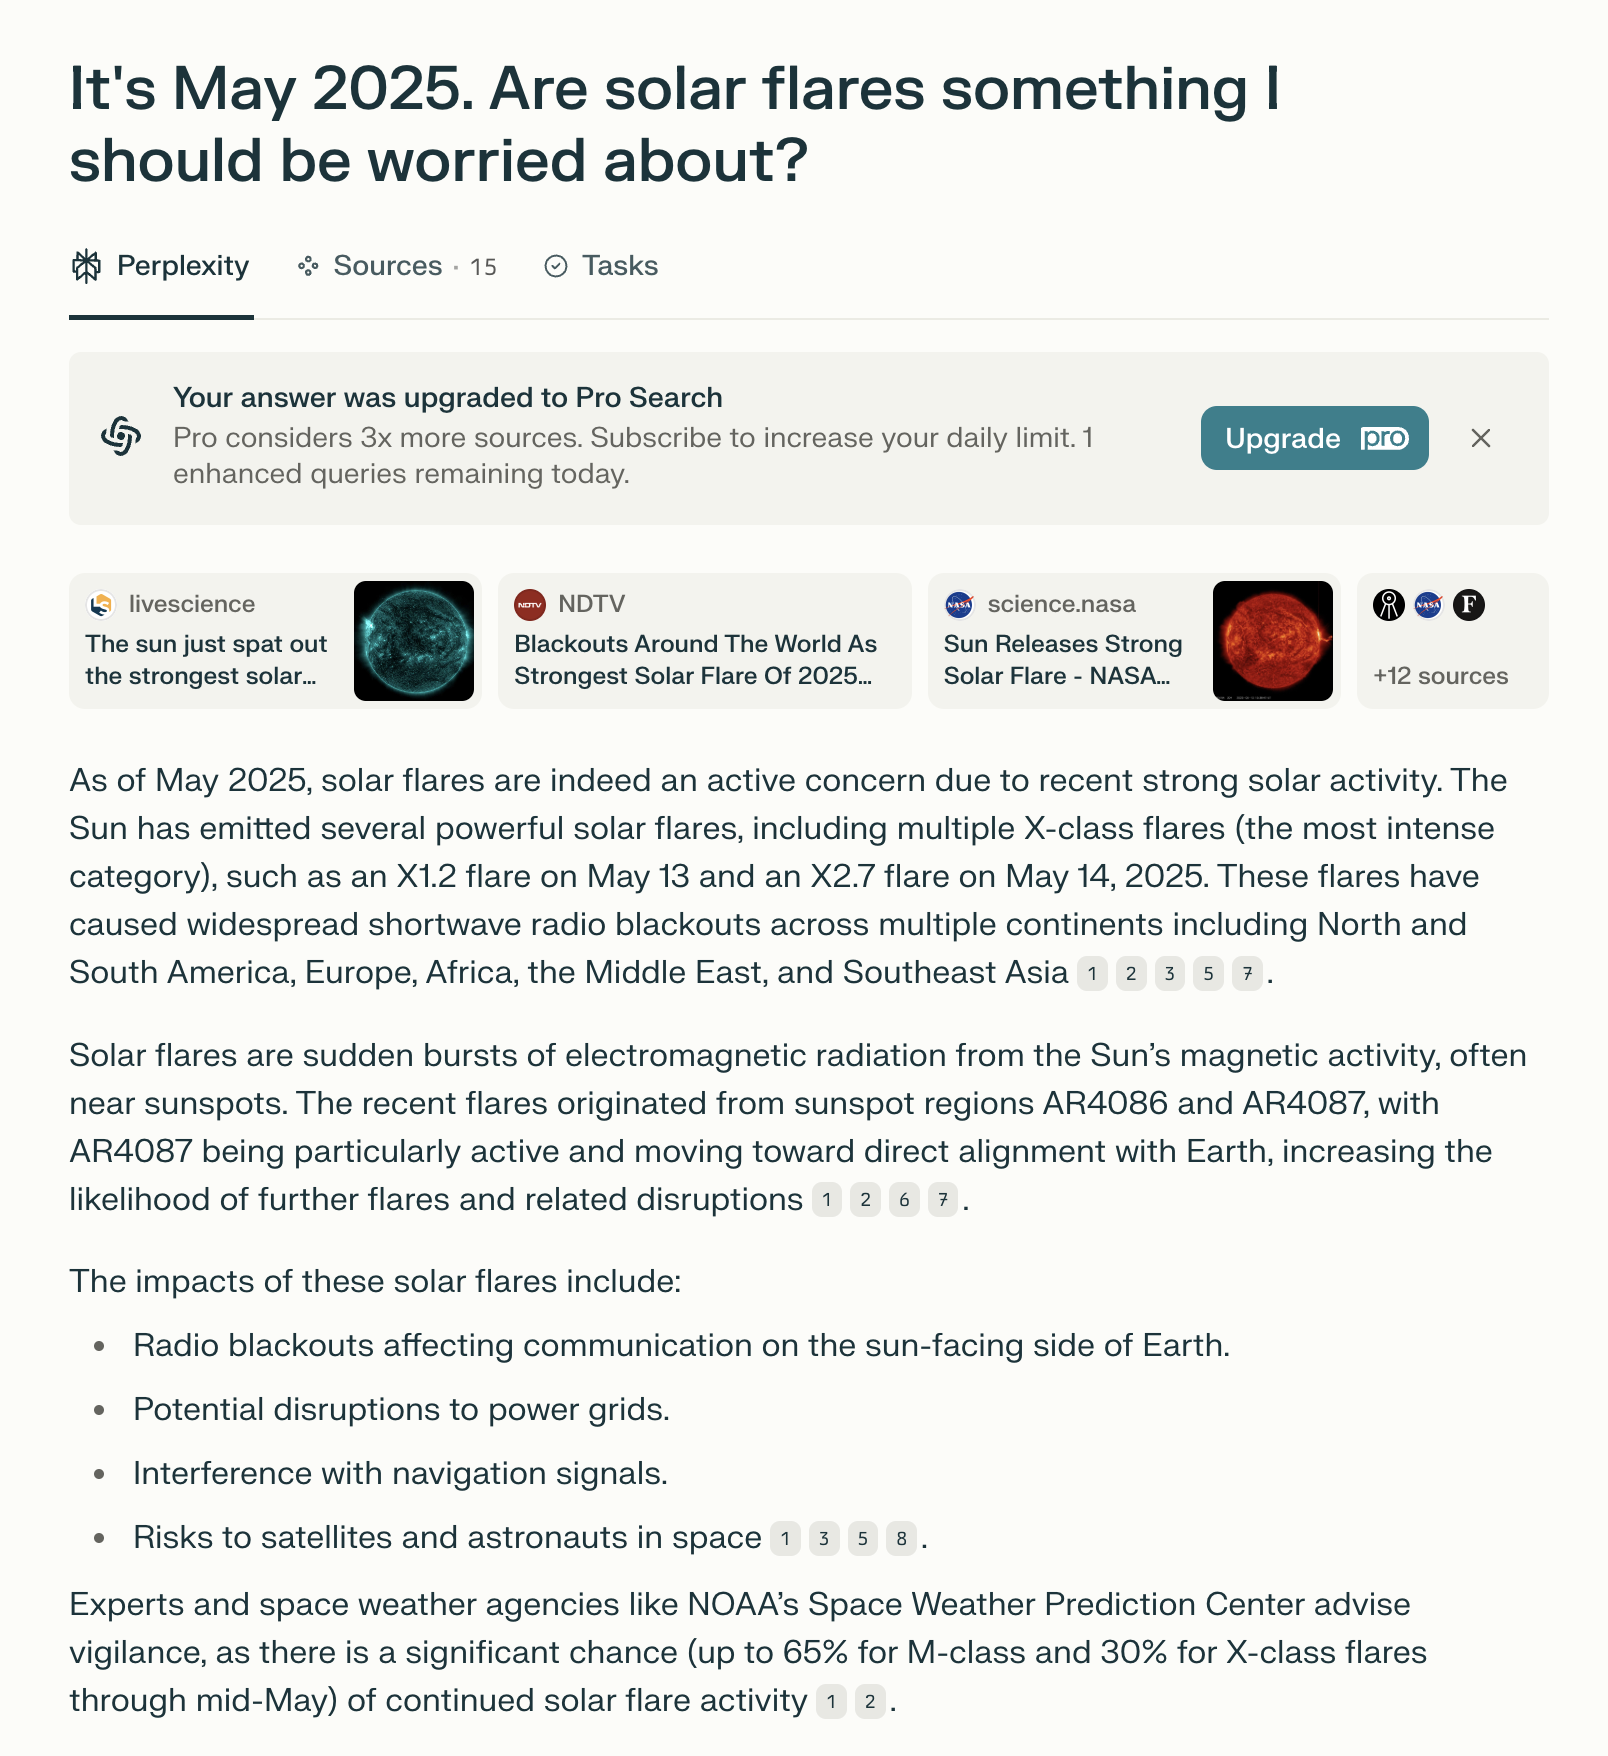 It's May 2025. Are solar flares something I
should be worried about?
Perplexity
Sources · 15
Tasks
Your answer was upgraded to Pro Search
Pro considers 3x more sources. Subscribe to increase your daily limit. 1
enhanced queries remaining today.
Upgrade pro
livescience
The sun just spat out
the strongest solar...
NDTV
NDTV
Blackouts Around The World As
Strongest Solar Flare Of 2025...
NASA
science.nasa
Sun Releases Strong
Solar Flare - NASA...
NASA
F
+12 sources
As of May 2025, solar flares are indeed an active concern due to recent strong solar activity. The
Sun has emitted several powerful solar flares, including multiple X-class flares (the most intense
category), such as an X1.2 flare on May 13 and an X2.7 flare on May 14, 2025. These flares have
caused widespread shortwave radio blackouts across multiple continents including North and
South America, Europe, Africa, the Middle East, and Southeast Asia 1 2 3 5 7 .
Solar flares are sudden bursts of electromagnetic radiation from the Sun’s magnetic activity, often
near sunspots. The recent flares originated from sunspot regions AR4086 and AR4087, with
AR4087 being particularly active and moving toward direct alignment with Earth, increasing the
likelihood of further flares and related disruptions 1 2 6 7 .
The impacts of these solar flares include:
• Radio blackouts affecting communication on the sun-facing side of Earth.
• Potential disruptions to power grids.
• Interference with navigation signals.
• Risks to satellites and astronauts in space 1 3 5 8 .
Experts and space weather agencies like NOAA’s Space Weather Prediction Center advise
vigilance, as there is a significant chance (up to 65% for M-class and 30% for X-class flares
through mid-May) of continued solar flare activity 1 2 .